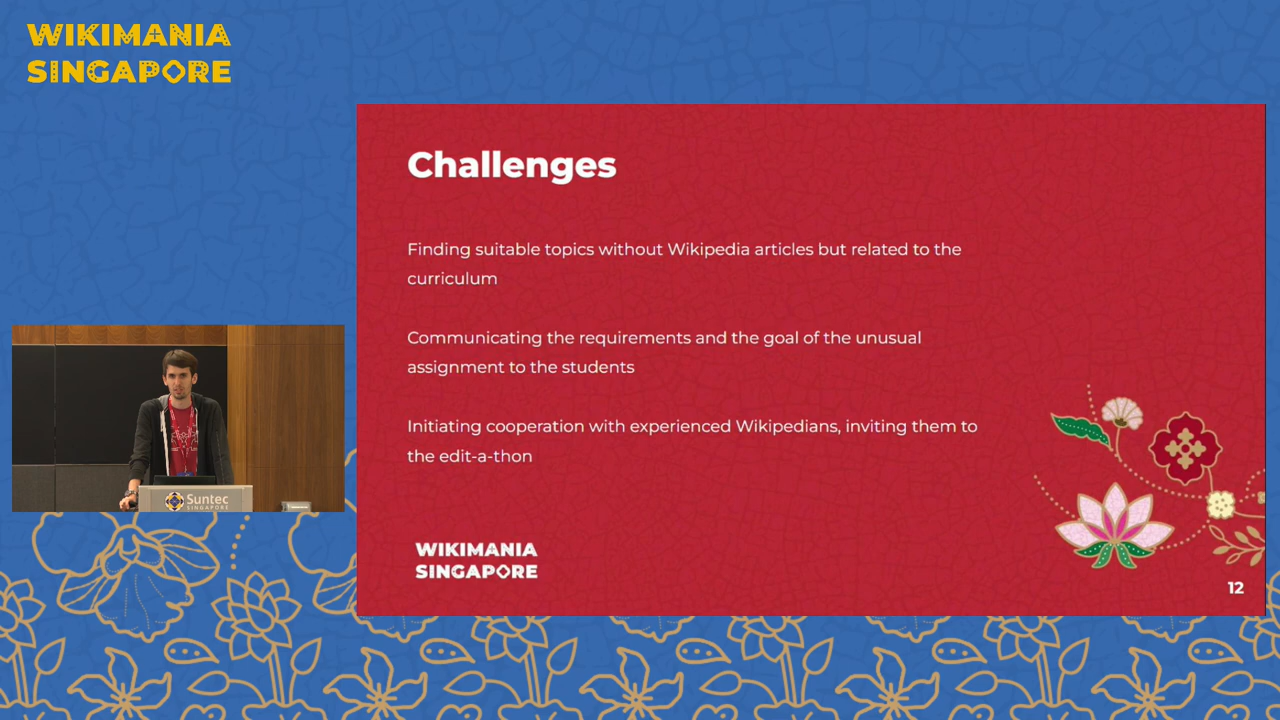 WIKIMANIA
SINGAPORE
Challenges
Finding suitable topics without Wikipedia articles but related to the
curriculum
Communicating the requirements and the goal of the unusual
assignment to the students
Initiating cooperation with experienced Wikipedians, inviting them to
the edit-a-thon
WIKIMANIA
SINGAPORE
12
Suntec
SINGAPORE